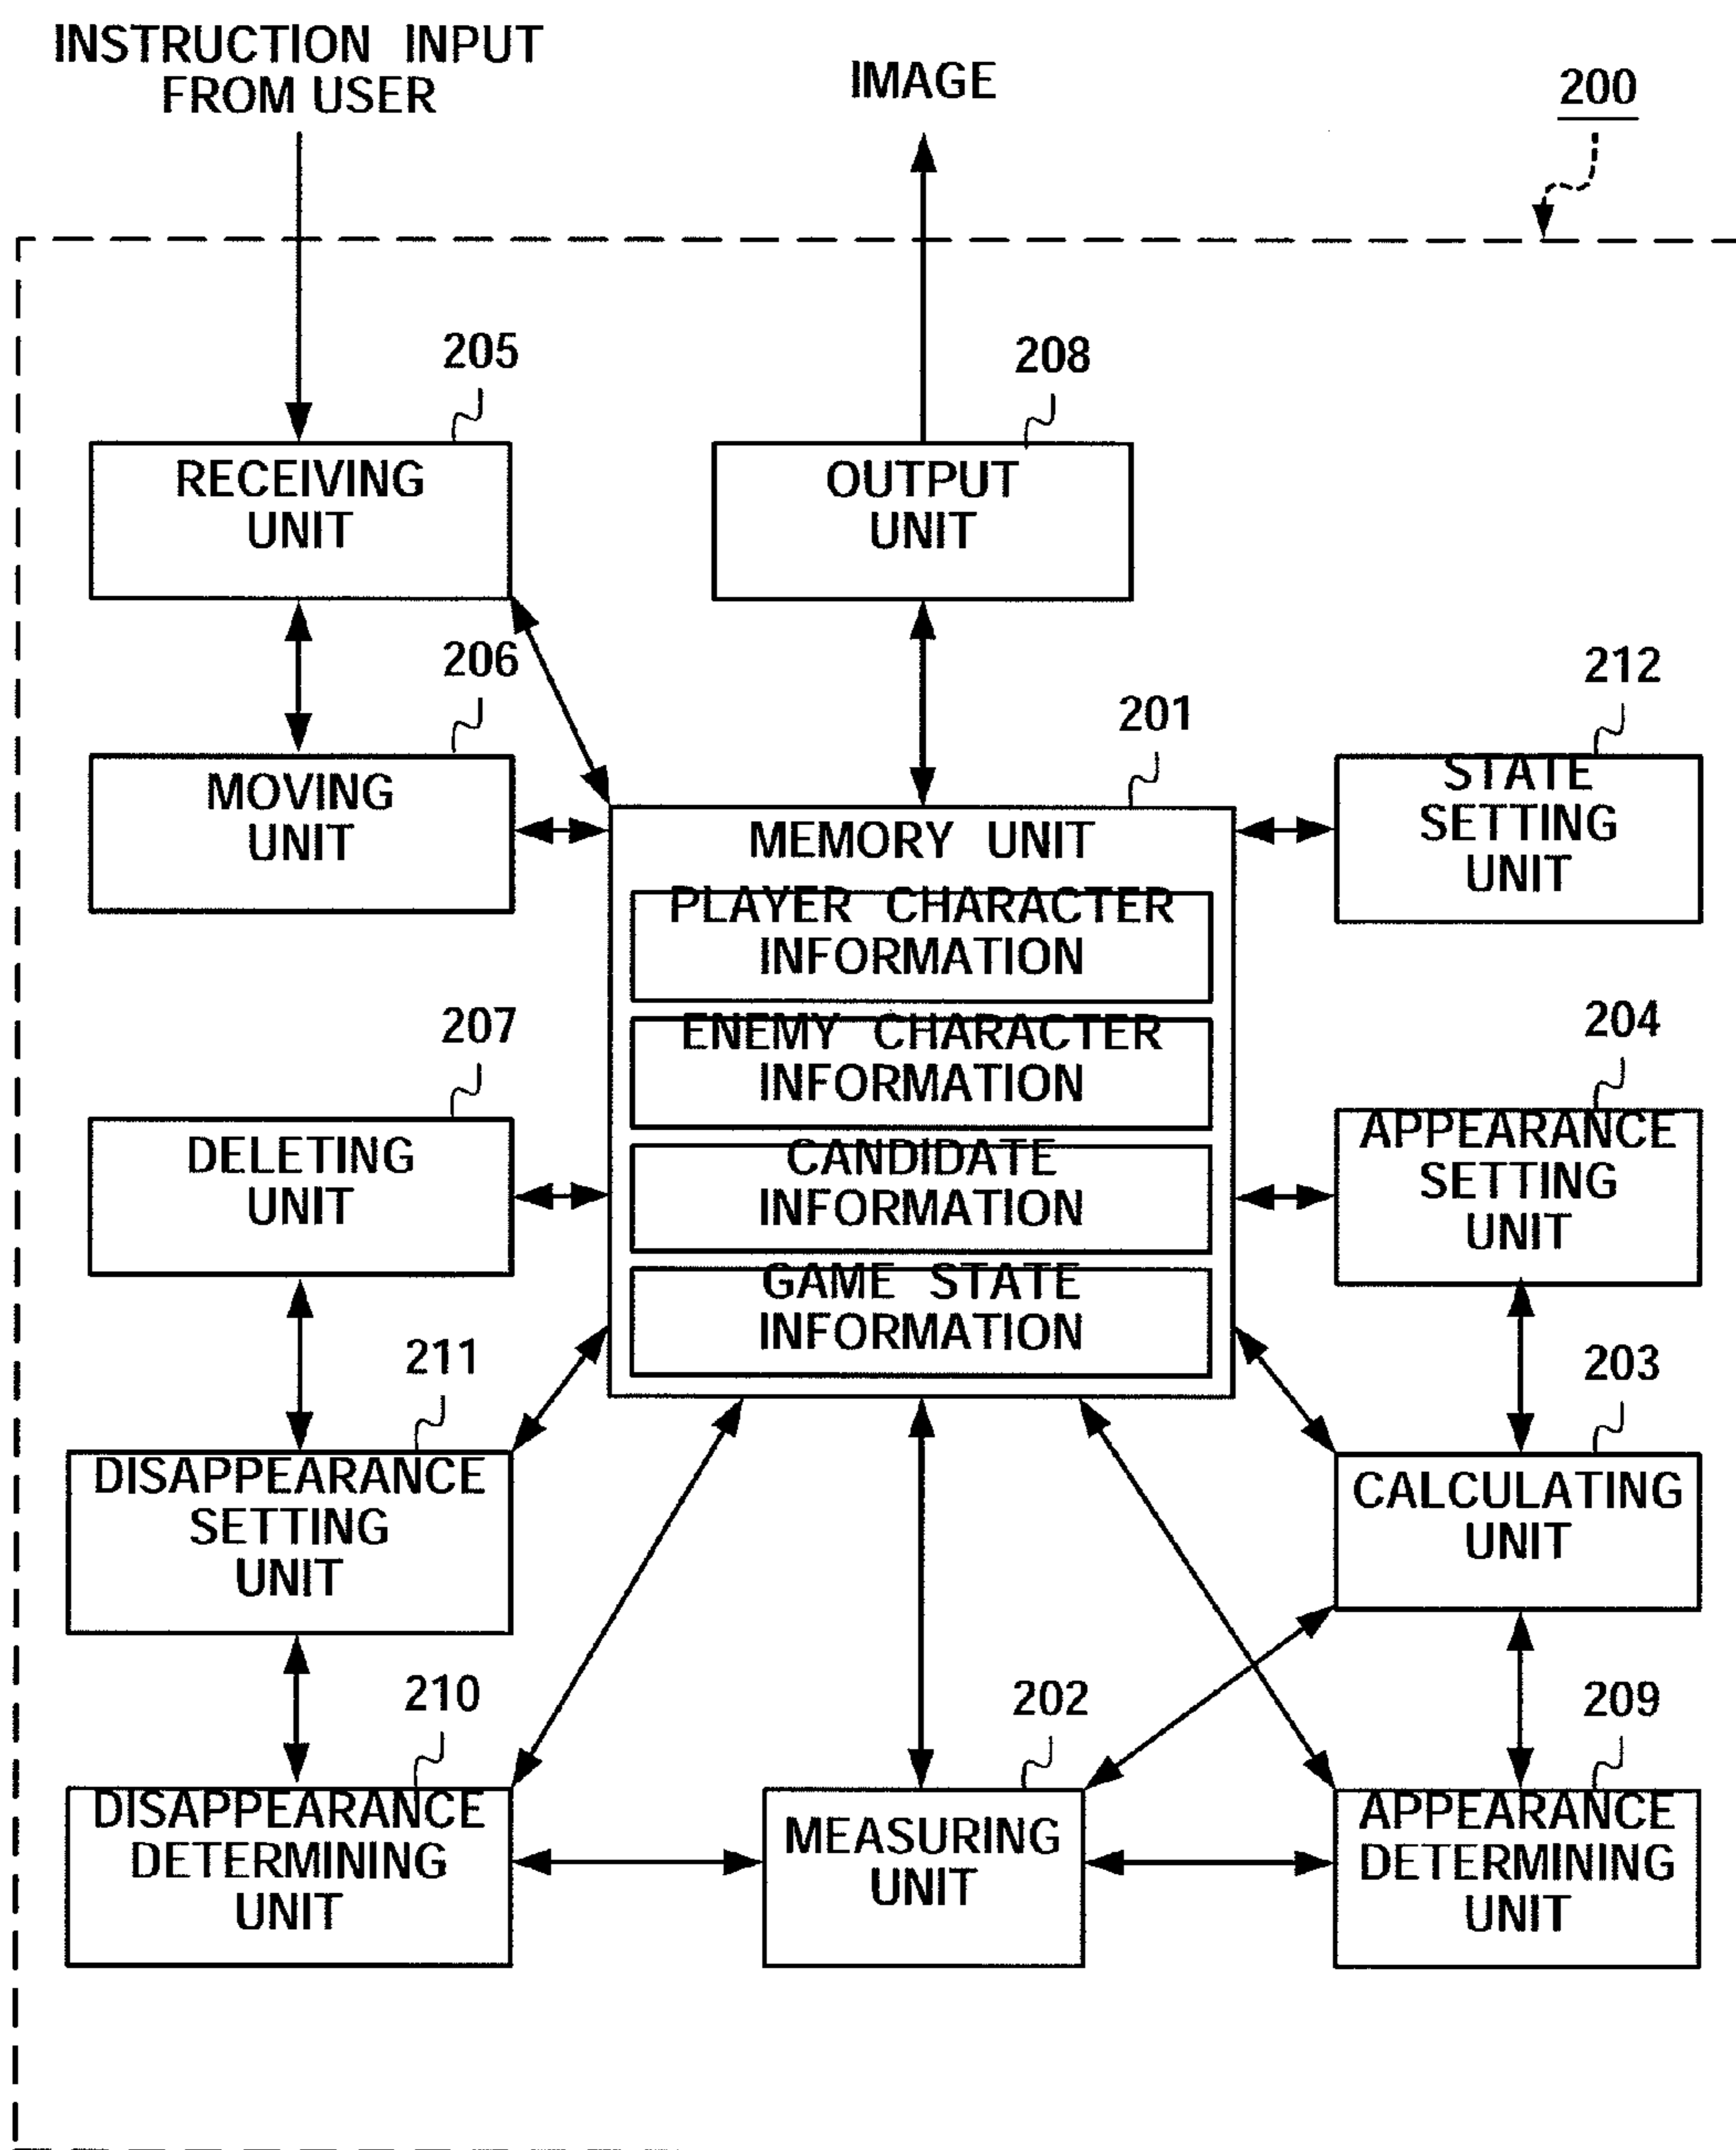 INSTRUCTION INPUT
FROM USER
IMAGE
200
205
208
RECEIVING
UNIT
OUTPUT
UNIT
206
212
201
MOVING
UNIT
STATE
SETTING
UNIT
MEMORY UNIT
PLAYER CHARACTER
INFORMATION
ENEMY CHARACTER
INFORMATION
CANDIDATE
INFORMATION
GAME STATE
INFORMATION
207
204
DELETING
UNIT
APPEARANCE
SETTING
UNIT
211
203
DISAPPEARANCE
SETTING
UNIT
CALCULATING
UNIT
210
202
209
DISAPPEARANCE
DETERMINING
UNIT
MEASURING
UNIT
APPEARANCE
DETERMINING
UNIT